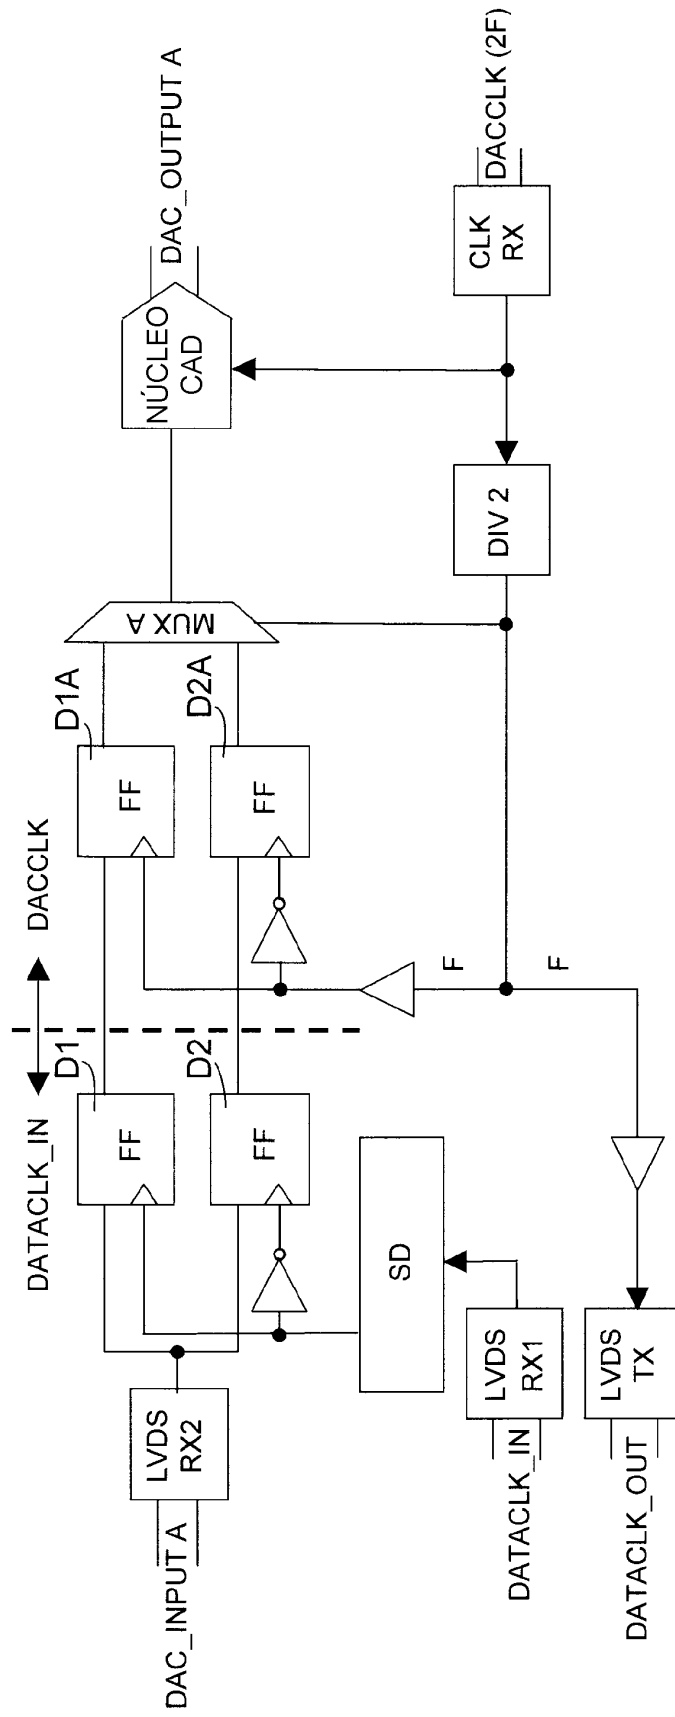 DATACLK_IN
DACCLK
D1
D1A
FF
FF
D2
D2A
FF
FF
DAC_INPUT A
LVDS
RX2
MUX A
NÚCLEO
CAD
DAC_OUTPUT A
SD
F
F
DIV 2
CLK
RX
DACCLK (2F)
DATACLK_IN
LVDS
RX1
DATACLK_OUT
LVDS
TX